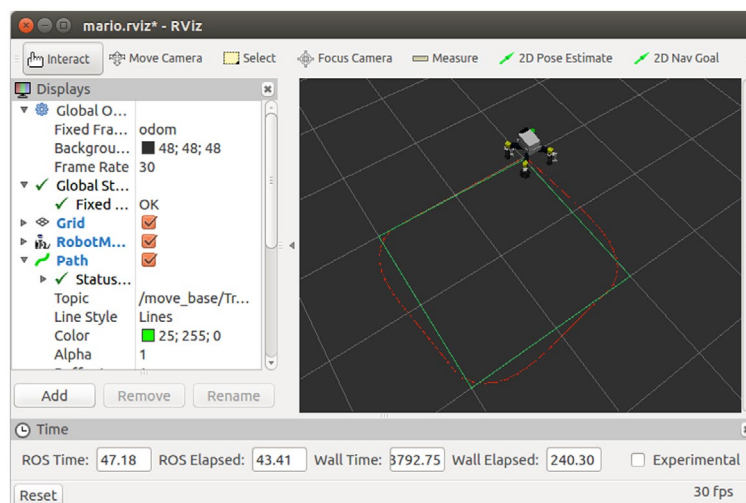 mario.rviz* - RViz
Interact Move Camera Select Focus Camera Measure 2D Pose Estimate 2D Nav Goal
Displays
Global O...
Fixed Fra... odom
Backgrou... 48; 48; 48
Frame Rate 30
Global St...
Fixed ... OK
Grid
RobotM...
Path
Status...
Topic /move_base/Tr...
Line Style Lines
Color 25; 255; 0
Alpha 1
Add Remove Rename
Time
ROS Time: 47.18 ROS Elapsed: 43.41 Wall Time: 3792.75 Wall Elapsed: 240.30 Experimental
Reset 30 fps